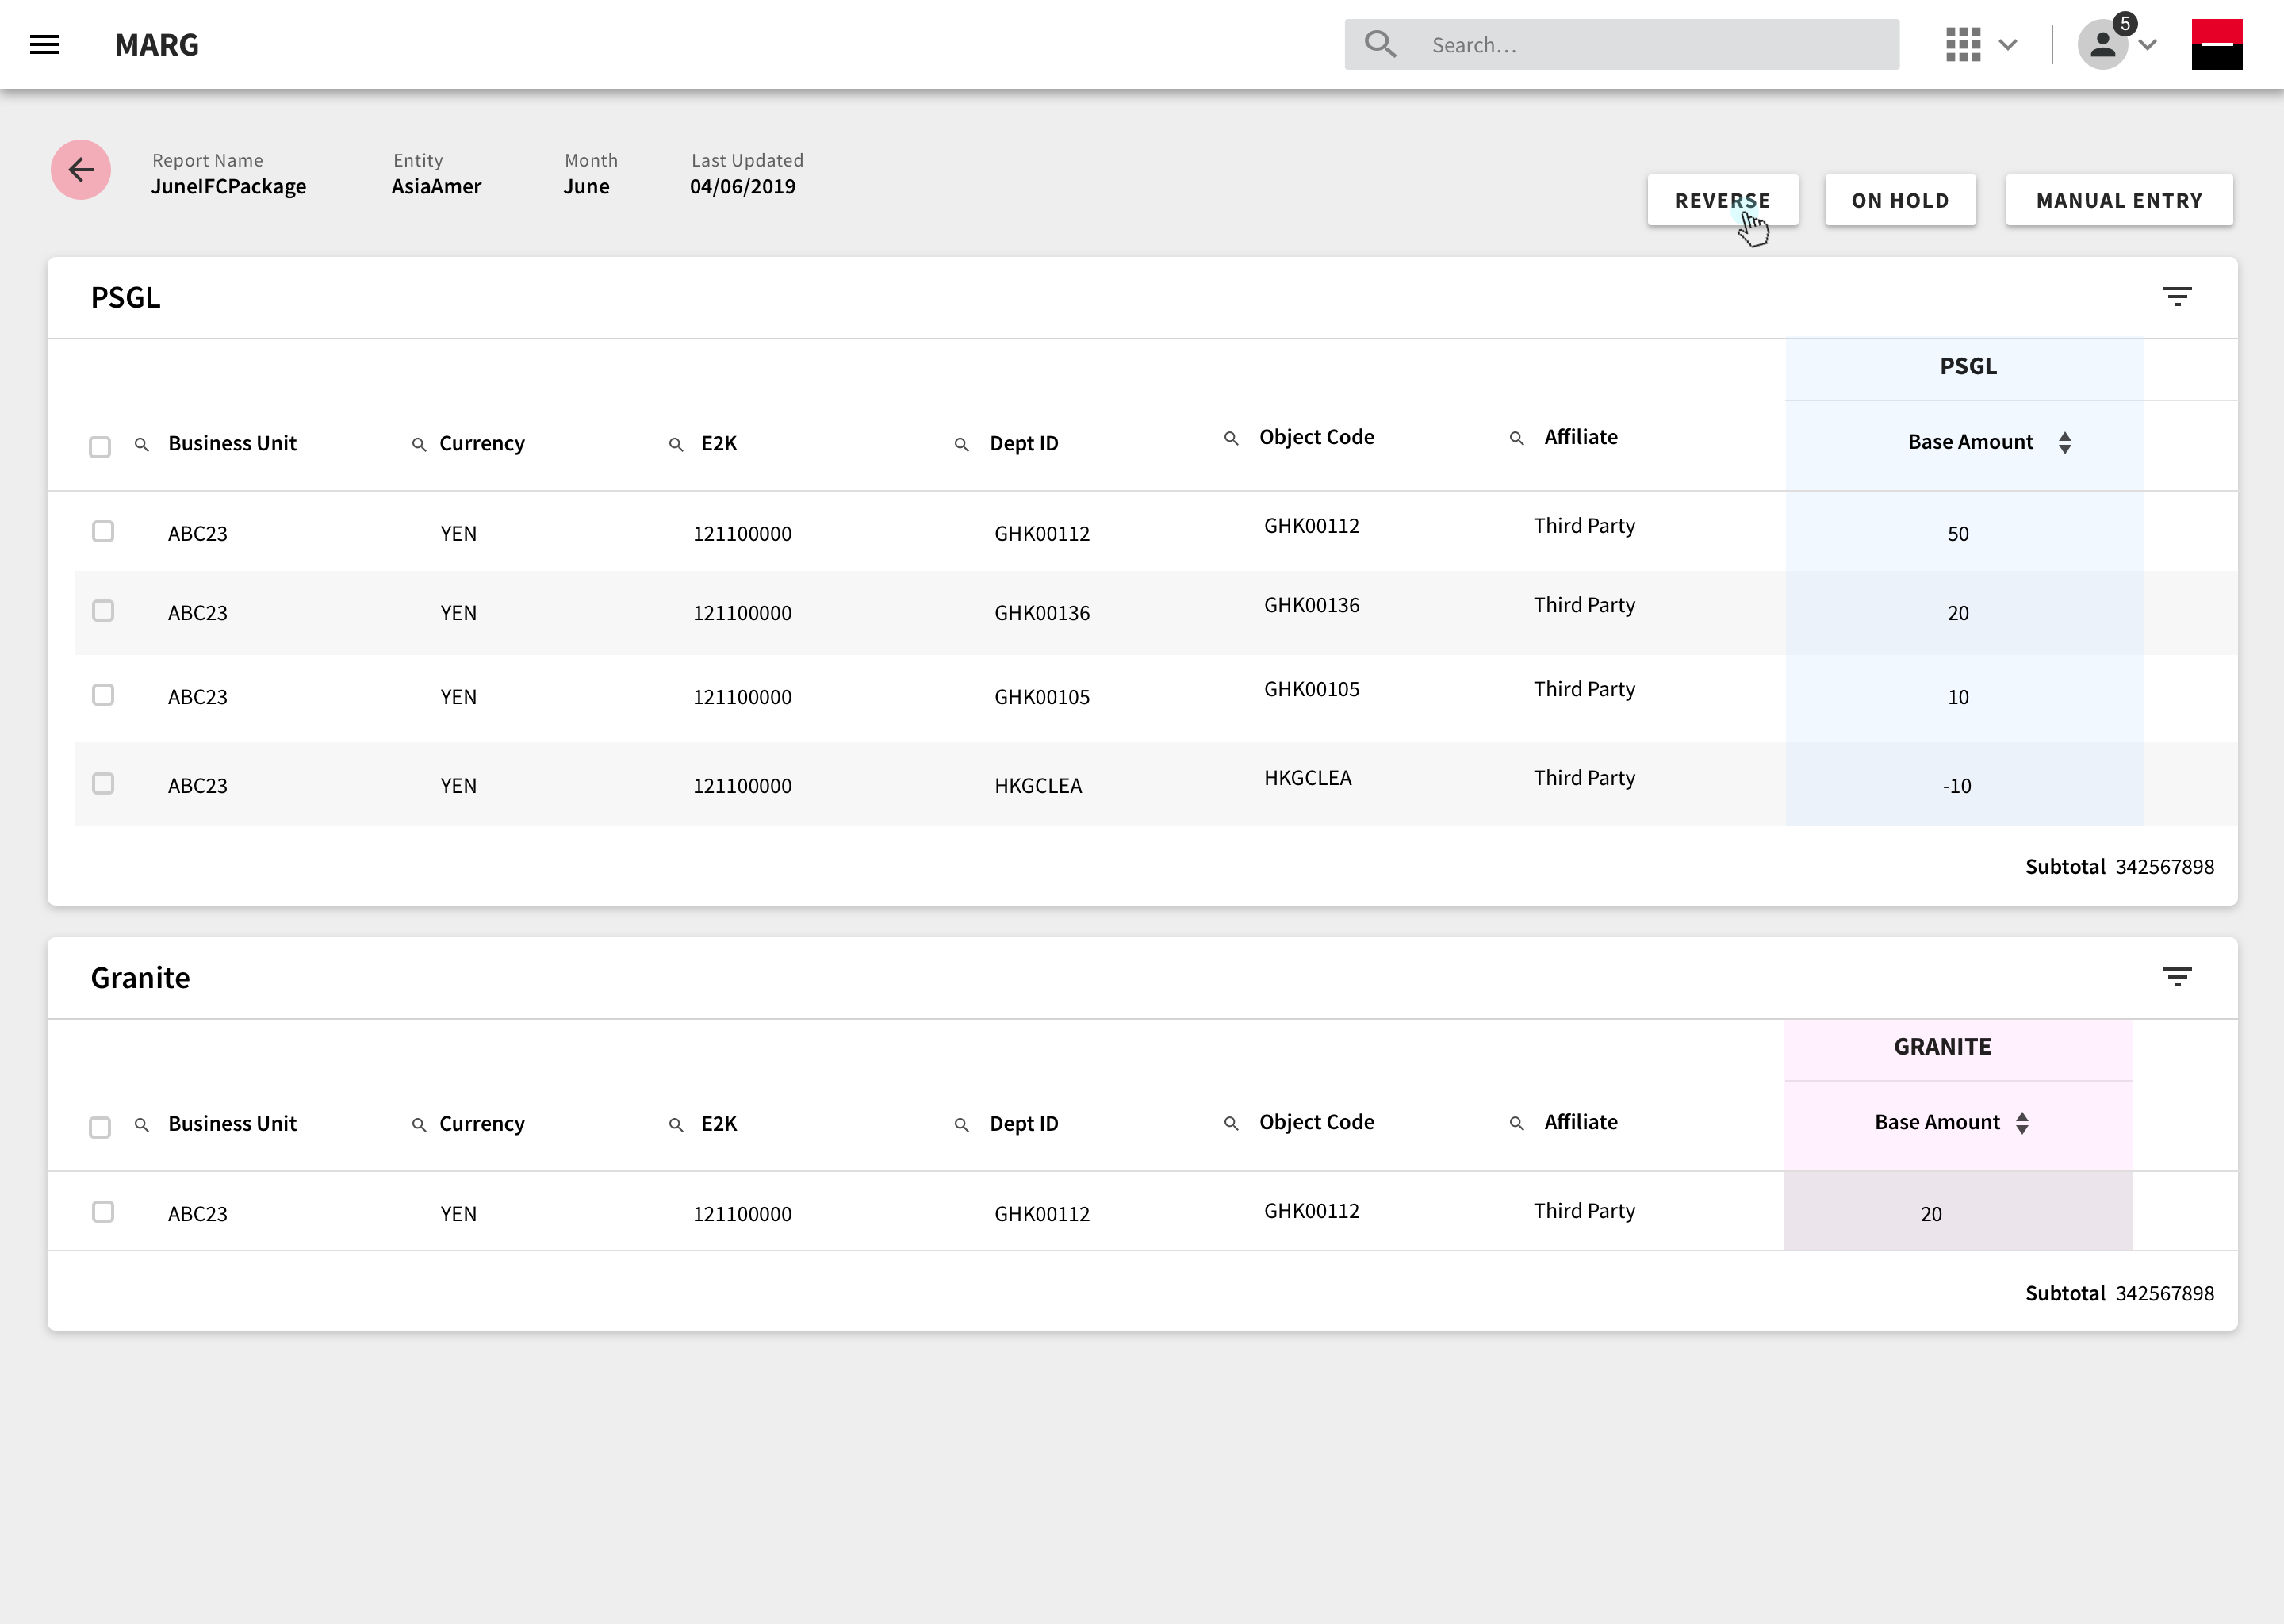 MARG
Search...
5
Report Name Entity Month Last Updated
JuneIFCPackage AsiaAmer June 04/06/2019
REVERSE ON HOLD MANUAL ENTRY
PSGL
PSGL
Business Unit Currency E2K Dept ID Object Code Affiliate Base Amount
ABC23 YEN 121100000 GHK00112 GHK00112 Third Party 50
ABC23 YEN 121100000 GHK00136 GHK00136 Third Party 20
ABC23 YEN 121100000 GHK00105 GHK00105 Third Party 10
ABC23 YEN 121100000 HKGCLEA HKGCLEA Third Party -10
Subtotal 342567898
Granite
GRANITE
Business Unit Currency E2K Dept ID Object Code Affiliate Base Amount
ABC23 YEN 121100000 GHK00112 GHK00112 Third Party 20
Subtotal 342567898